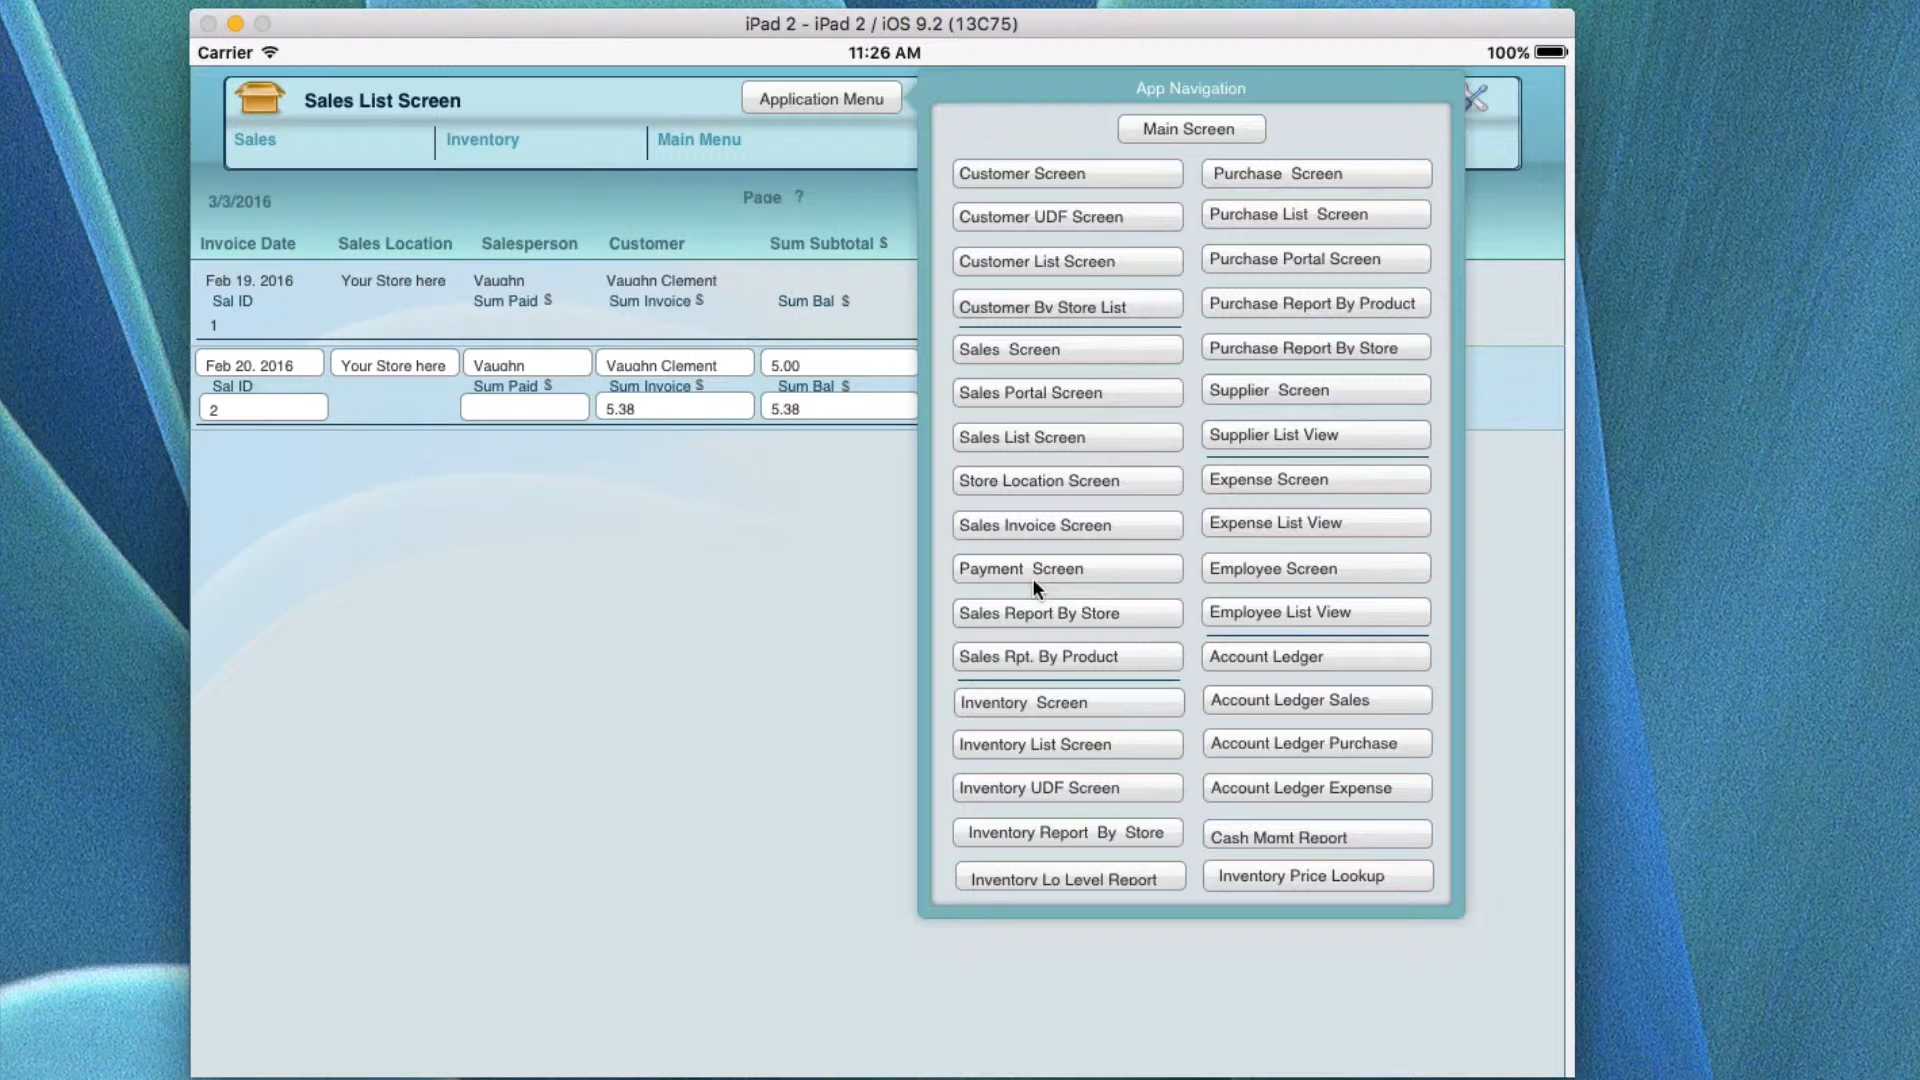 iPad 2 - iPad 2 / iOS 9.2 (13C75)
Carrier 11:26 AM 100%
Sales List Screen
Application Menu
Sales Inventory Main Menu
3/3/2016 Page ?
Invoice Date Sales Location Salesperson Customer Sum Subtotal $
Feb 19. 2016 Your Store here Vaughn Vaughn Clement
Sal ID Sum Paid $ Sum Invoice $ Sum Bal $
1
Feb 20. 2016 Your Store here Vaughn Vaughn Clement 5.00
Sal ID Sum Paid $ Sum Invoice $ Sum Bal $
2 5.38 5.38
App Navigation
Main Screen
Customer Screen
Customer UDF Screen
Customer List Screen
Customer By Store List
Sales Screen
Sales Portal Screen
Sales List Screen
Store Location Screen
Sales Invoice Screen
Payment Screen
Sales Report By Store
Sales Rpt. By Product
Inventory Screen
Inventory List Screen
Inventory UDF Screen
Inventory Report By Store
Inventory Lo Level Report
Purchase Screen
Purchase List Screen
Purchase Portal Screen
Purchase Report By Product
Purchase Report By Store
Supplier Screen
Supplier List View
Expense Screen
Expense List View
Employee Screen
Employee List View
Account Ledger
Account Ledger Sales
Account Ledger Purchase
Account Ledger Expense
Cash Mgmt Report
Inventory Price Lookup